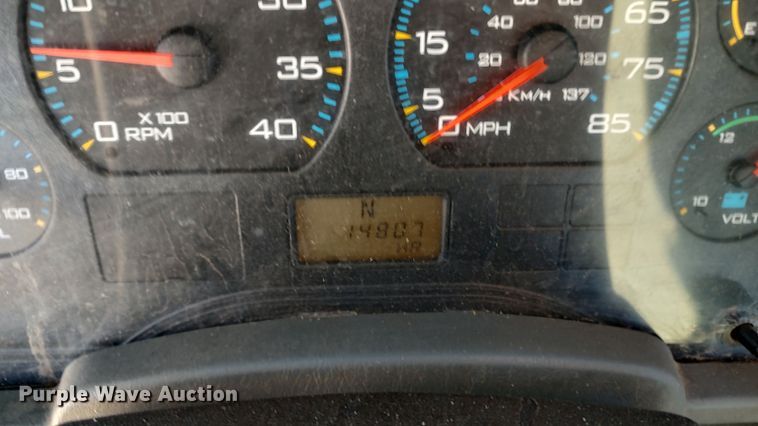 10 30
5 35
0 X100 RPM 40
15 65
40 60 80 100
20 120
5 75
0 MPH KM/H 137 85
E
12
10
VOLT
80
100
L
N
14807
HR
Purple Wave Auction